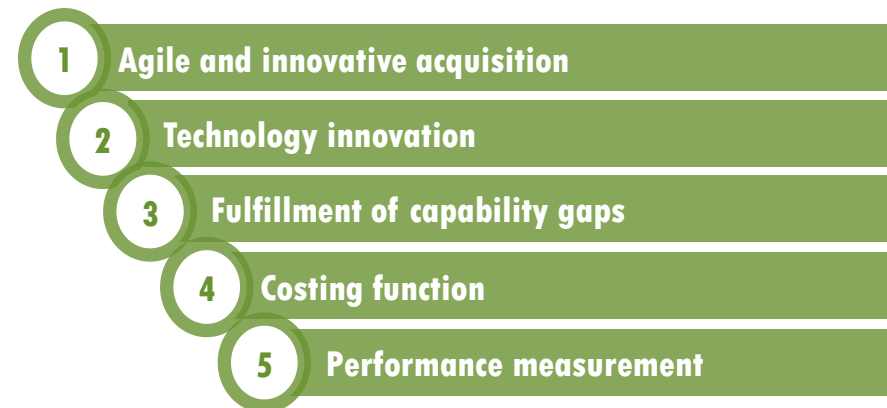 1 Agile and innovative acquisition
2 Technology innovation
3 Fulfillment of capability gaps
4 Costing function
5 Performance measurement